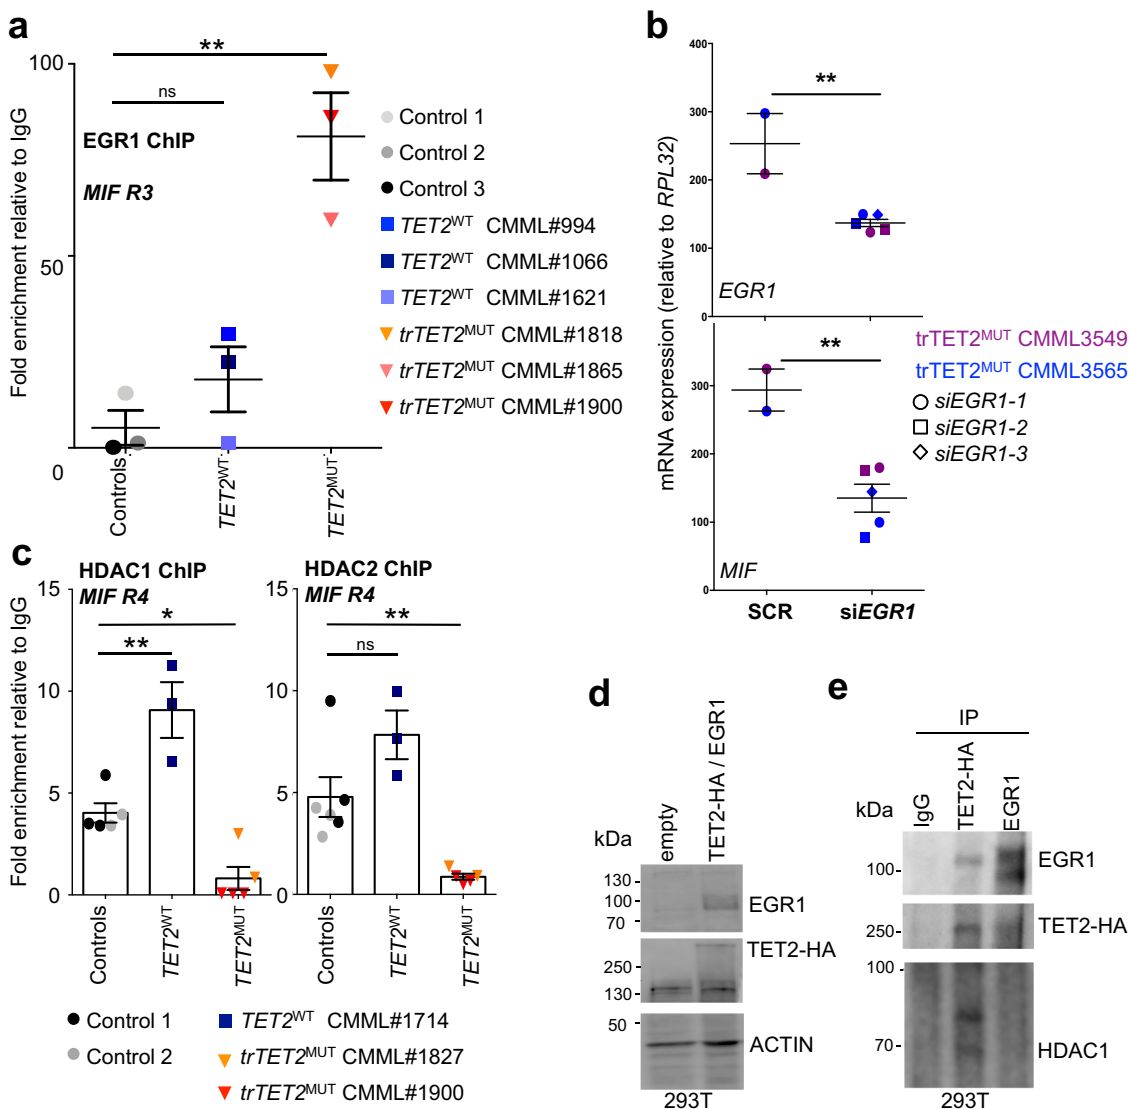 a
**
100
ns
EGR1 ChIP
MIF R3
50
0
Fold enrichment relative to IgG
Controls
TET2WT
TET2MUT
Control 1
Control 2
Control 3
TET2WT CMML#994
TET2WT CMML#1066
TET2WT CMML#1621
trTET2MUT CMML#1818
trTET2MUT CMML#1865
trTET2MUT CMML#1900
b
400
300
200
100
0
**
EGR1
300
200
100
0
**
MIF
mRNA expression (relative to RPL32)
SCR
siEGR1
trTET2MUT CMML3549
trTET2MUT CMML3565
siEGR1-1
siEGR1-2
siEGR1-3
c
HDAC1 ChIP
MIF R4
15
10
5
0
*
**
Fold enrichment relative to IgG
Controls
TET2WT
TET2MUT
HDAC2 ChIP
MIF R4
15
10
5
0
**
ns
Controls
TET2WT
TET2MUT
Control 1
Control 2
TET2WT CMML#1714
trTET2MUT CMML#1827
trTET2MUT CMML#1900
d
kDa
empty
TET2-HA / EGR1
130
100
70
EGR1
250
130
TET2-HA
50
ACTIN
293T
e
IP
kDa
IgG
TET2-HA
EGR1
100
EGR1
250
TET2-HA
100
70
HDAC1
293T